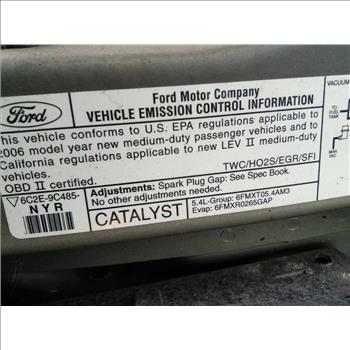 Ford
Ford Motor Company
VEHICLE EMISSION CONTROL INFORMATION
This vehicle conforms to U.S. EPA regulations applicable to
2006 model year new medium-duty passenger vehicles and to
California regulations applicable to new LEV II medium-duty
vehicles.
OBD II certified.
TWC/HO2S/EGR/SFI
6C2E-9C485-
NYR
Adjustments: Spark Plug Gap: See Spec Book.
No other adjustments needed.
CATALYST
5.4L-Group: 6FMXT05.4AM3
Evap: 6FMXR0265GAP
VACUUM
TO
FUEL
TANK